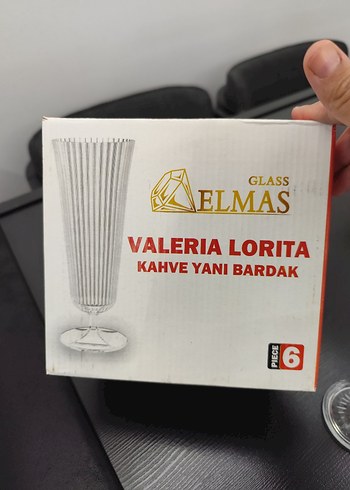 GLASS
ELMAS
VALERIA LORITA
KAHVE YANI BARDAK
PIECE 6